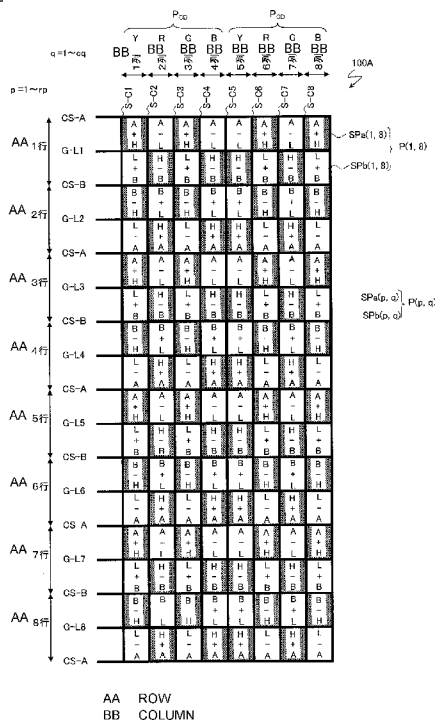 P_CD P_CD
Y R G B Y R G B
q=1~cq BB BB BB BB BB BB BB BB
1列 2列 3列 4列 5列 6列 7列 8列
100A
p=1~rp
S-C1 S-C2 S-C3 S-C4 S-C5 S-C6 S-C7 S-C8
CS-A
A A A A A A A A
+ − + − − + − +
H L H L L H L H
SPa(1, 8)
P(1, 8)
AA 1行
G-L1
L H L H H L H L
+ − + − − + − +
B B B B B B B B
SPb(1, 8)
CS-B
B B B B B B B B
− + − + + − + −
H L H L L H L H
AA 2行
G-L2
L H L H H L H L
− + − + + − + −
A A A A A A A A
CS-A
A A A A A A A A
+ − + − − + − +
H L H L L H L H
AA 3行
G-L3
SPa(p, q)
P(p, q)
SPb(p, q)
L H L H H L H L
+ − + − − + − +
B B B B B B B B
CS-B
B B B B B B B B
− + − + + − + −
H L H L L H L H
AA 4行
G-L4
L H L H H L H L
− + − + + − + −
A A A A A A A A
CS-A
A A A A A A A A
+ − + − − + − +
H L H L L H L H
AA 5行
G-L5
L H L H H L H L
+ − + − − + − +
B B B B B B B B
CS-B
B B B B B B B B
− + − + + − + −
H L H L L H L H
AA 6行
G-L6
L H L H H L H L
− + − + + − + −
A A A A A A A A
CS-A
A A A A A A A A
+ − + − − + − +
H L H L L H L H
AA 7行
G-L7
L H L H H L H L
+ − + − − + − +
B B B B B B B B
CS-B
B B B B B B B B
− + − + + − + −
H L H L L H L H
AA 8行
G-L8
L H L H H L H L
− + − + + − + −
A A A A A A A A
CS-A
AA ROW
BB COLUMN